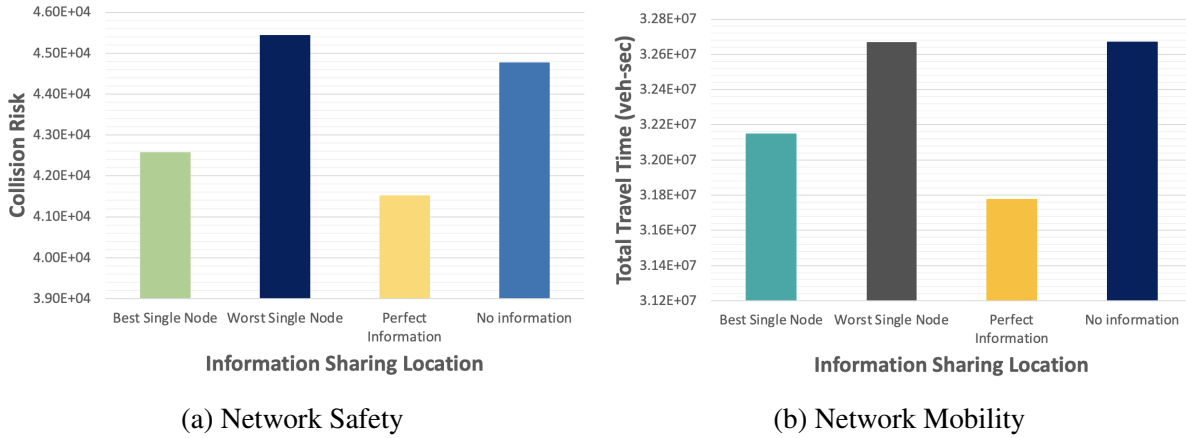 4.60E+04
4.50E+04
4.40E+04
4.30E+04
4.20E+04
4.10E+04
4.00E+04
3.90E+04
Collision Risk
Best Single Node
Worst Single Node
Perfect
Information
No information
Information Sharing Location
(a) Network Safety
3.28E+07
3.26E+07
3.24E+07
3.22E+07
3.20E+07
3.18E+07
3.16E+07
3.14E+07
3.12E+07
Total Travel Time (veh-sec)
Best Single Node
Worst Single Node
Perfect
Information
No information
Information Sharing Location
(b) Network Mobility